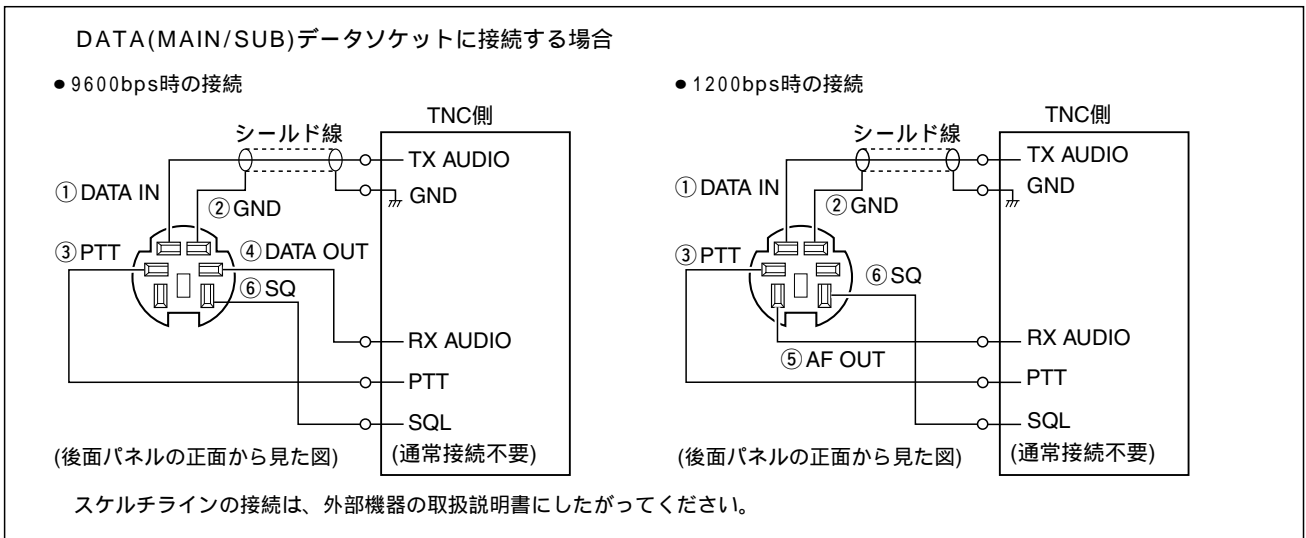 DATA(MAIN/SUB)データソケットに接続する場合
●9600bps時の接続
TNC側
シールド線
TX AUDIO
①DATA IN
②GND
GND
③PTT
④DATA OUT
⑥SQ
RX AUDIO
PTT
SQL
(後面パネルの正面から見た図)
(通常接続不要)
●1200bps時の接続
TNC側
シールド線
TX AUDIO
①DATA IN
②GND
GND
③PTT
⑥SQ
RX AUDIO
⑤AF OUT
PTT
SQL
(後面パネルの正面から見た図)
(通常接続不要)
スケルチラインの接続は、外部機器の取扱説明書にしたがってください。